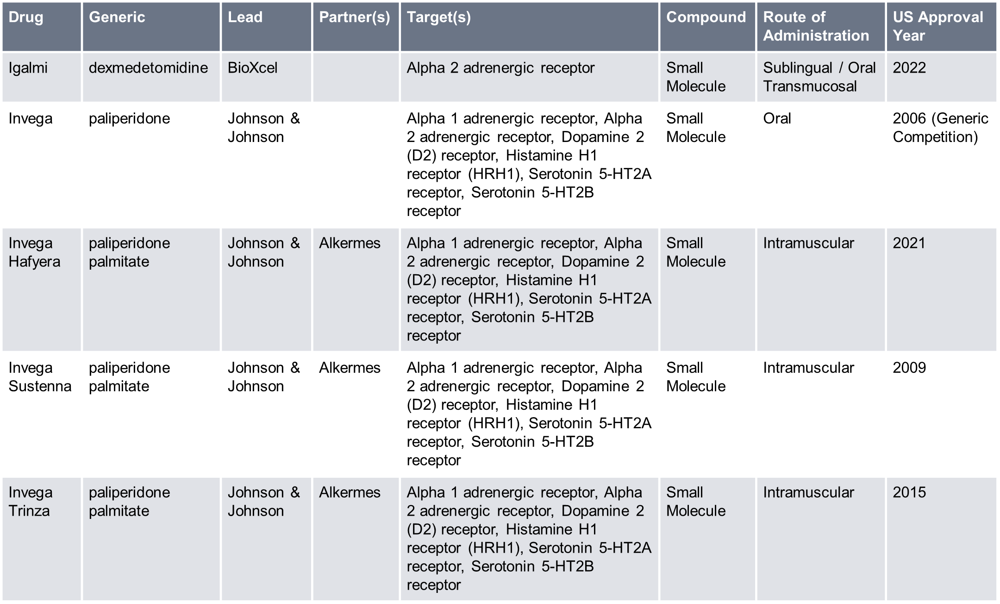 Drug
Generic
Lead
Partner(s)
Target(s)
Compound
Route of
Administration
US Approval
Year
Igalmi
dexmedetomidine
BioXcel
Alpha 2 adrenergic receptor
Small
Molecule
Sublingual / Oral
Transmucosal
2022
Invega
paliperidone
Johnson &
Johnson
Alpha 1 adrenergic receptor, Alpha
2 adrenergic receptor, Dopamine 2
(D2) receptor, Histamine H1
receptor (HRH1), Serotonin 5-HT2A
receptor, Serotonin 5-HT2B
receptor
Small
Molecule
Oral
2006 (Generic
Competition)
Invega
Hafyera
paliperidone
palmitate
Johnson &
Johnson
Alkermes
Alpha 1 adrenergic receptor, Alpha
2 adrenergic receptor, Dopamine 2
(D2) receptor, Histamine H1
receptor (HRH1), Serotonin 5-HT2A
receptor, Serotonin 5-HT2B
receptor
Small
Molecule
Intramuscular
2021
Invega
Sustenna
paliperidone
palmitate
Johnson &
Johnson
Alkermes
Alpha 1 adrenergic receptor, Alpha
2 adrenergic receptor, Dopamine 2
(D2) receptor, Histamine H1
receptor (HRH1), Serotonin 5-HT2A
receptor, Serotonin 5-HT2B
receptor
Small
Molecule
Intramuscular
2009
Invega
Trinza
paliperidone
palmitate
Johnson &
Johnson
Alkermes
Alpha 1 adrenergic receptor, Alpha
2 adrenergic receptor, Dopamine 2
(D2) receptor, Histamine H1
receptor (HRH1), Serotonin 5-HT2A
receptor, Serotonin 5-HT2B
receptor
Small
Molecule
Intramuscular
2015